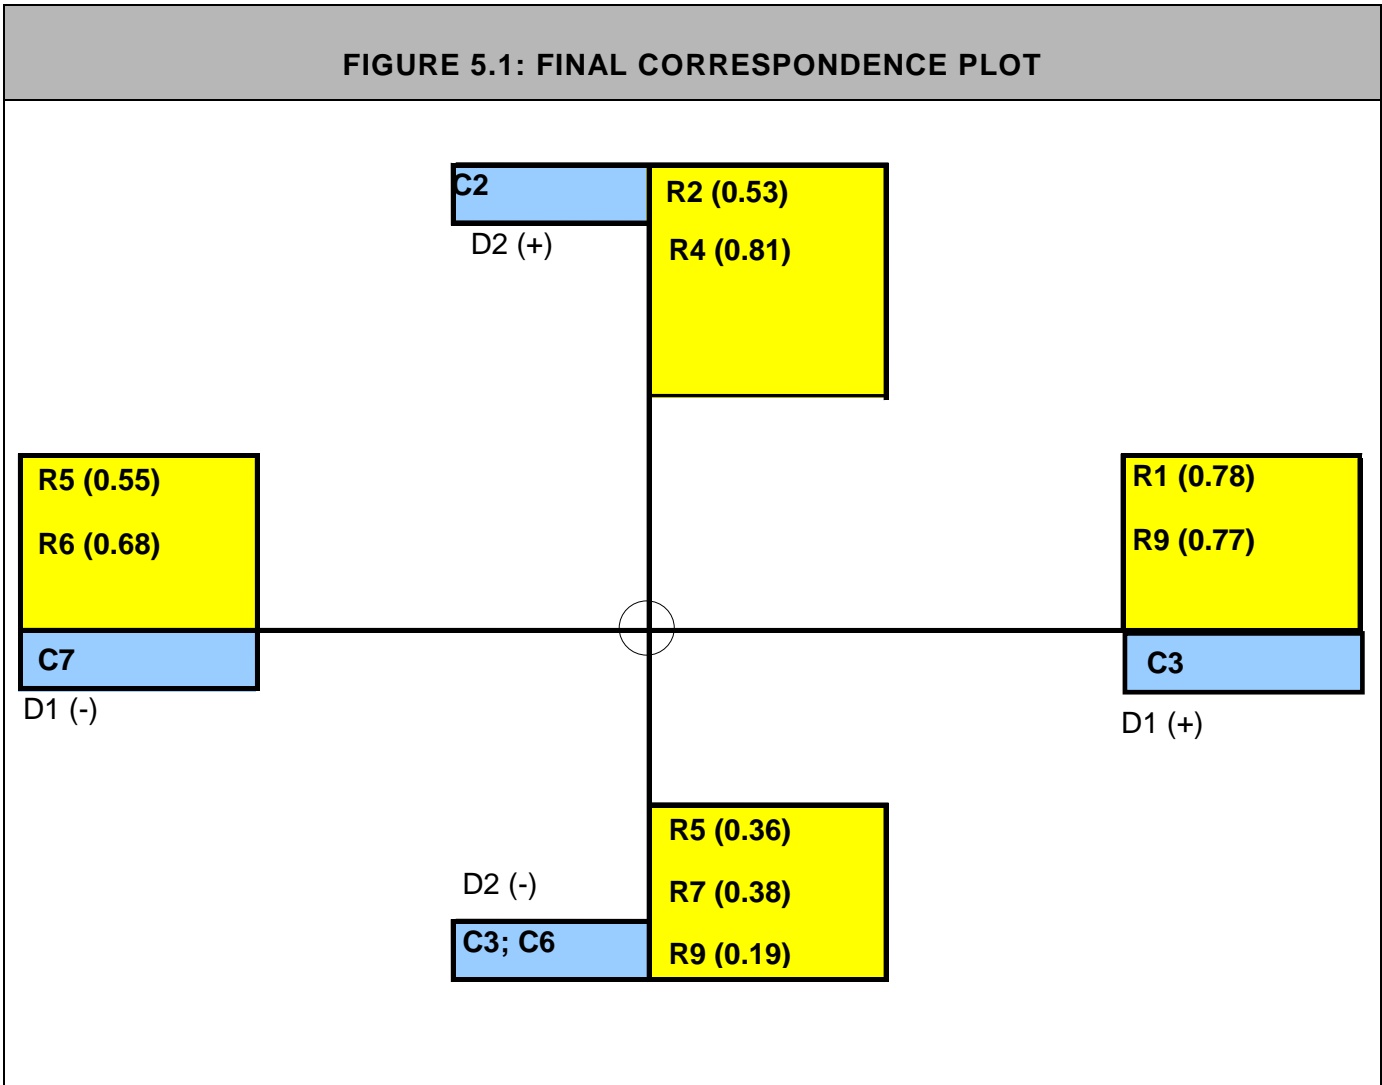 FIGURE 5.1: FINAL CORRESPONDENCE PLOT
C2
R2 (0.53)
D2 (+)
R4 (0.81)
R5 (0.55)
R6 (0.68)
C7
D1 (-)
R1 (0.78)
R9 (0.77)
C3
D1 (+)
R5 (0.36)
D2 (-)
R7 (0.38)
C3; C6
R9 (0.19)